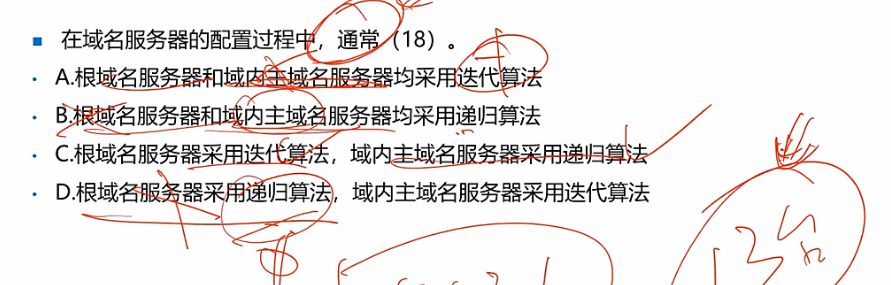 在域名服务器的配置过程中，通常（18）。
A.根域名服务器和域内主域名服务器均采用迭代算法
B.根域名服务器和域内主域名服务器均采用递归算法
C.根域名服务器采用迭代算法，域内主域名服务器采用递归算法
D.根域名服务器采用递归算法，域内主域名服务器采用迭代算法
13台